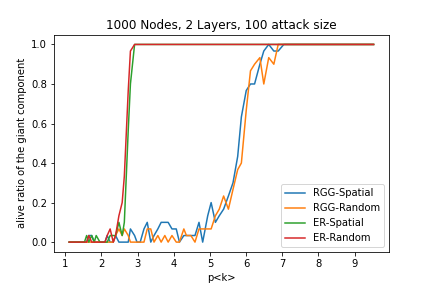 1000 Nodes, 2 Layers, 100 attack size
alive ratio of the giant component
1.0
0.8
0.6
0.4
0.2
0.0
1 2 3 4 5 6 7 8 9
p<k>
RGG-Spatial
RGG-Random
ER-Spatial
ER-Random